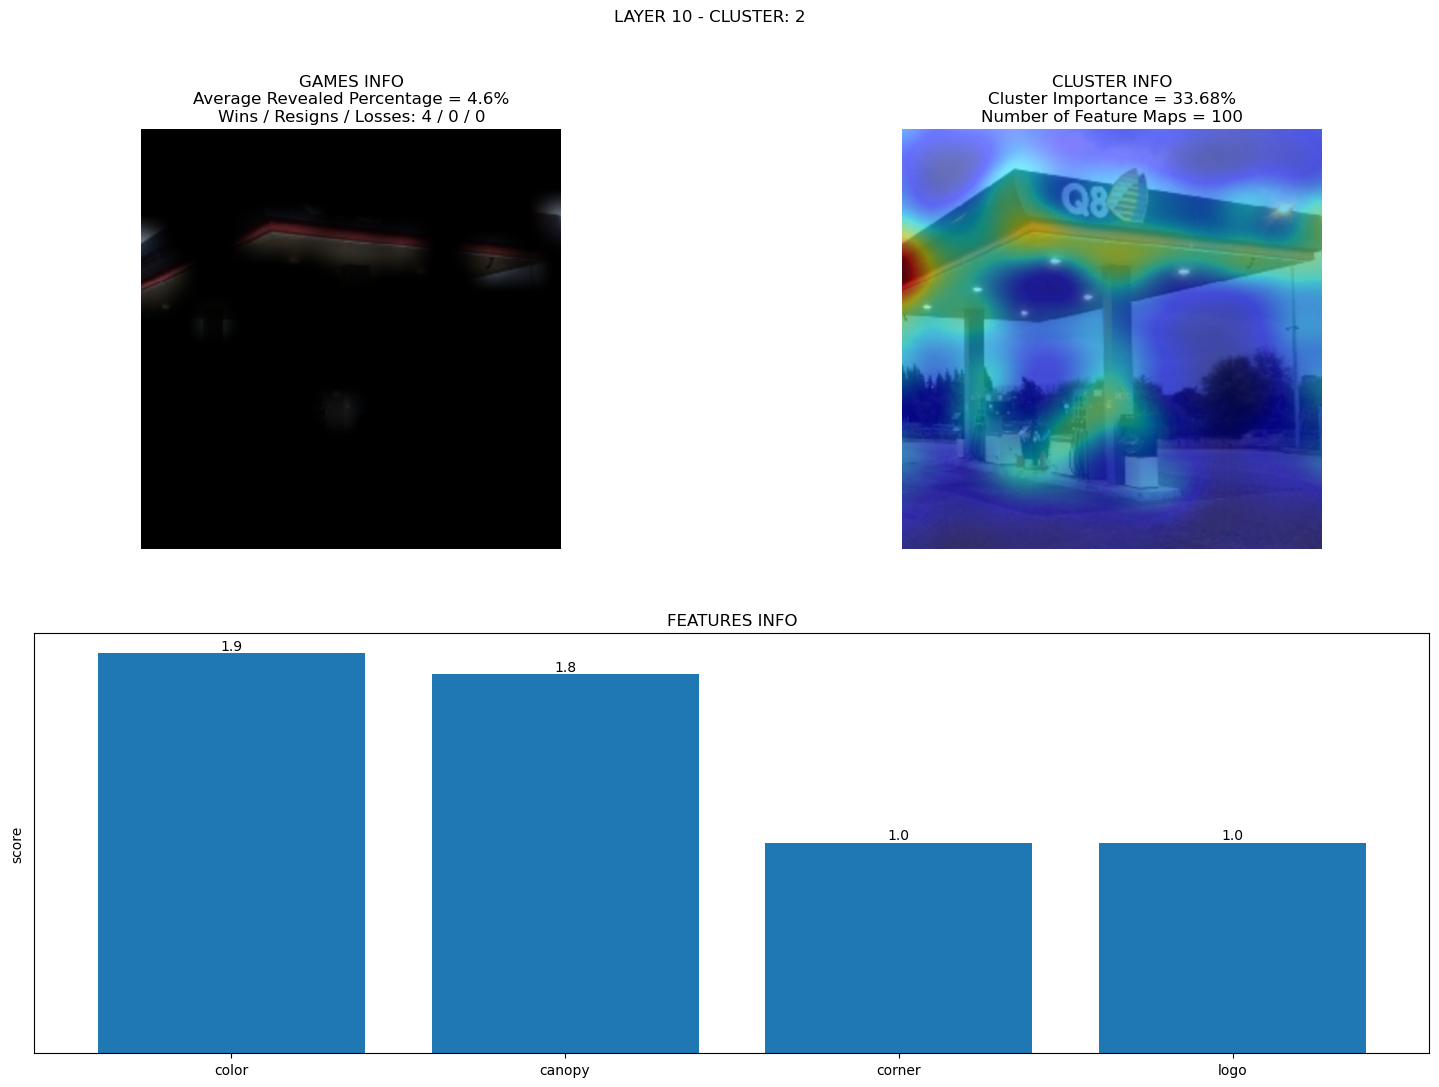 LAYER 10 - CLUSTER: 2
GAMES INFO
Average Revealed Percentage = 4.6%
Wins / Resigns / Losses: 4 / 0 / 0
CLUSTER INFO
Cluster Importance = 33.68%
Number of Feature Maps = 100
Q8
FEATURES INFO
score
1.9
1.8
1.0
1.0
color
canopy
corner
logo